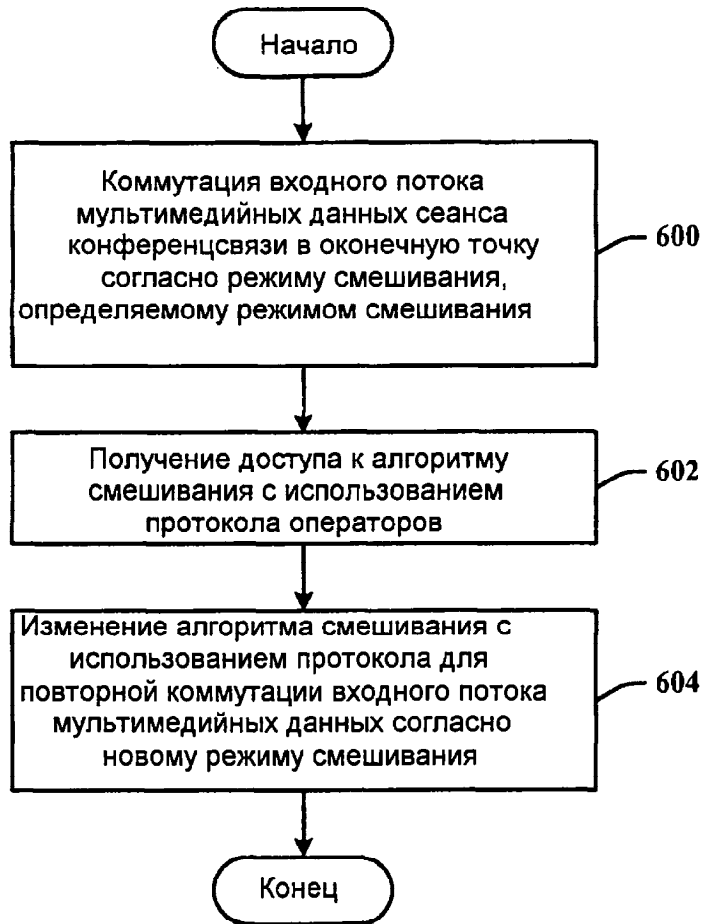 Начало
Коммутация входного потока
мультимедийных данных сеанса
конференцсвязи в оконечную точку
согласно режиму смешивания,
определяемому режимом смешивания
600
Получение доступа к алгоритму
смешивания с использованием
протокола операторов
602
Изменение алгоритма смешивания с
использованием протокола для
повторной коммутации входного потока
мультимедийных данных согласно
новому режиму смешивания
604
Конец